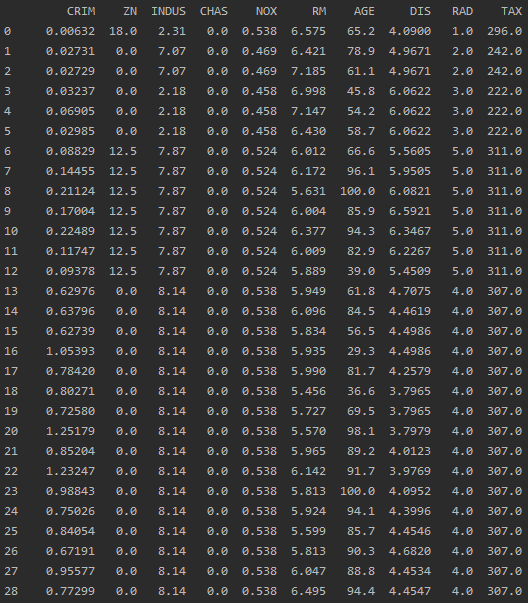 CRIM ZN INDUS CHAS NOX RM AGE DIS RAD TAX
0 0.00632 18.0 2.31 0.0 0.538 6.575 65.2 4.0900 1.0 296.0
1 0.02731 0.0 7.07 0.0 0.469 6.421 78.9 4.9671 2.0 242.0
2 0.02729 0.0 7.07 0.0 0.469 7.185 61.1 4.9671 2.0 242.0
3 0.03237 0.0 2.18 0.0 0.458 6.998 45.8 6.0622 3.0 222.0
4 0.06905 0.0 2.18 0.0 0.458 7.147 54.2 6.0622 3.0 222.0
5 0.02985 0.0 2.18 0.0 0.458 6.430 58.7 6.0622 3.0 222.0
6 0.08829 12.5 7.87 0.0 0.524 6.012 66.6 5.5605 5.0 311.0
7 0.14455 12.5 7.87 0.0 0.524 6.172 96.1 5.9505 5.0 311.0
8 0.21124 12.5 7.87 0.0 0.524 5.631 100.0 6.0821 5.0 311.0
9 0.17004 12.5 7.87 0.0 0.524 6.004 85.9 6.5921 5.0 311.0
10 0.22489 12.5 7.87 0.0 0.524 6.377 94.3 6.3467 5.0 311.0
11 0.11747 12.5 7.87 0.0 0.524 6.009 82.9 6.2267 5.0 311.0
12 0.09378 12.5 7.87 0.0 0.524 5.889 39.0 5.4509 5.0 311.0
13 0.62976 0.0 8.14 0.0 0.538 5.949 61.8 4.7075 4.0 307.0
14 0.63796 0.0 8.14 0.0 0.538 6.096 84.5 4.4619 4.0 307.0
15 0.62739 0.0 8.14 0.0 0.538 5.834 56.5 4.4986 4.0 307.0
16 1.05393 0.0 8.14 0.0 0.538 5.935 29.3 4.4986 4.0 307.0
17 0.78420 0.0 8.14 0.0 0.538 5.990 81.7 4.2579 4.0 307.0
18 0.80271 0.0 8.14 0.0 0.538 5.456 36.6 3.7965 4.0 307.0
19 0.72580 0.0 8.14 0.0 0.538 5.727 69.5 3.7965 4.0 307.0
20 1.25179 0.0 8.14 0.0 0.538 5.570 98.1 3.7979 4.0 307.0
21 0.85204 0.0 8.14 0.0 0.538 5.965 89.2 4.0123 4.0 307.0
22 1.23247 0.0 8.14 0.0 0.538 6.142 91.7 3.9769 4.0 307.0
23 0.98843 0.0 8.14 0.0 0.538 5.813 100.0 4.0952 4.0 307.0
24 0.75026 0.0 8.14 0.0 0.538 5.924 94.1 4.3996 4.0 307.0
25 0.84054 0.0 8.14 0.0 0.538 5.599 85.7 4.4546 4.0 307.0
26 0.67191 0.0 8.14 0.0 0.538 5.813 90.3 4.6820 4.0 307.0
27 0.95577 0.0 8.14 0.0 0.538 6.047 88.8 4.4534 4.0 307.0
28 0.77299 0.0 8.14 0.0 0.538 6.495 94.4 4.4547 4.0 307.0